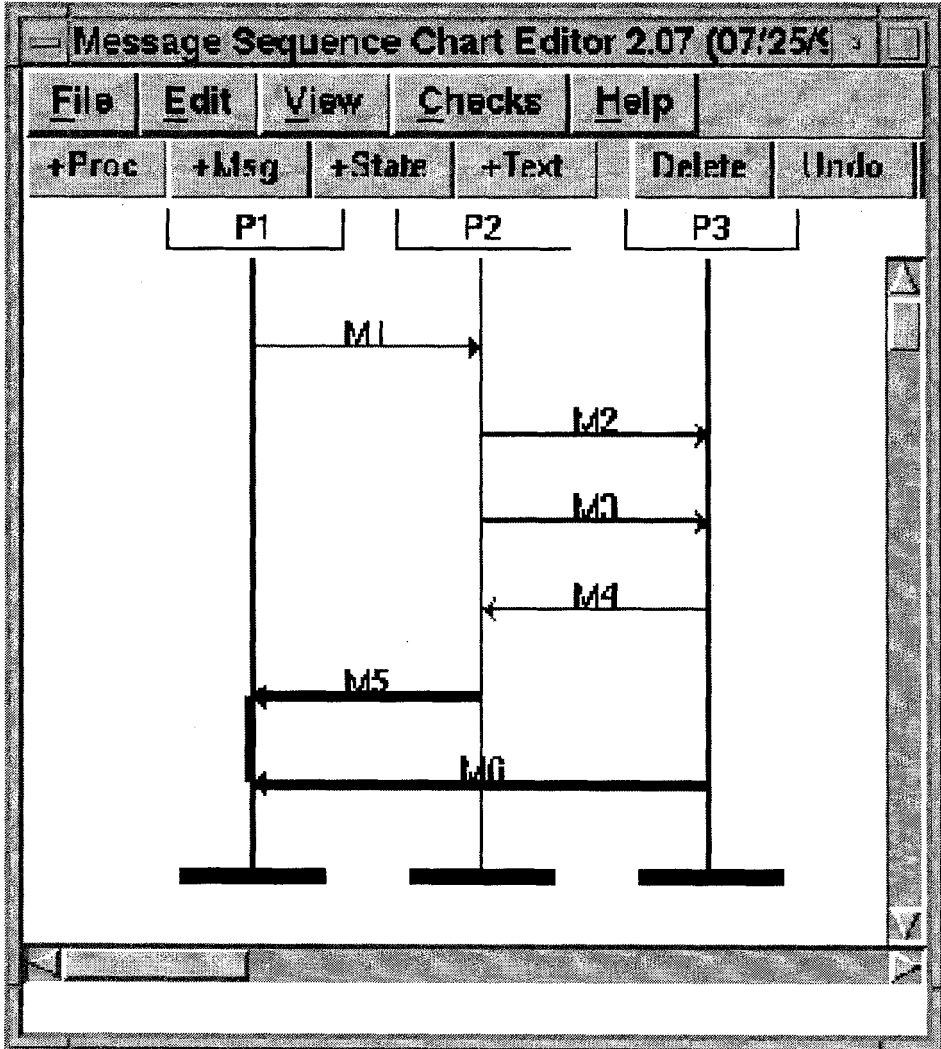 Message Sequence Chart Editor 2.07 (07/25/9
File Edit View Checks Help
+Proc +Msg +State +Text Delete Undo
P1 P2 P3
M1
M2
M3
M4
M5
M6